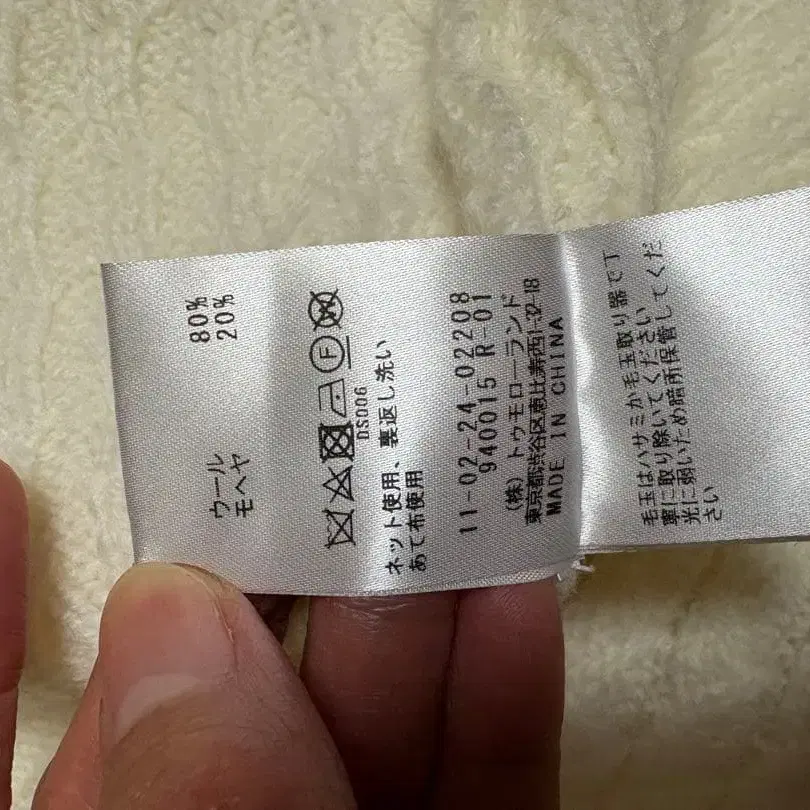 ウール 80%
モヘヤ 20%
DS006
ネット使用、裏返し洗い
あて布使用
11-02-24-02208
940015 R-01
(株)トゥモローランド
東京都渋谷区恵比寿西1-32-18
MADE IN CHINA
毛玉はハサミか毛玉取り器で丁
寧に取り除いてください
光に弱いため暗所保管してくだ
さい